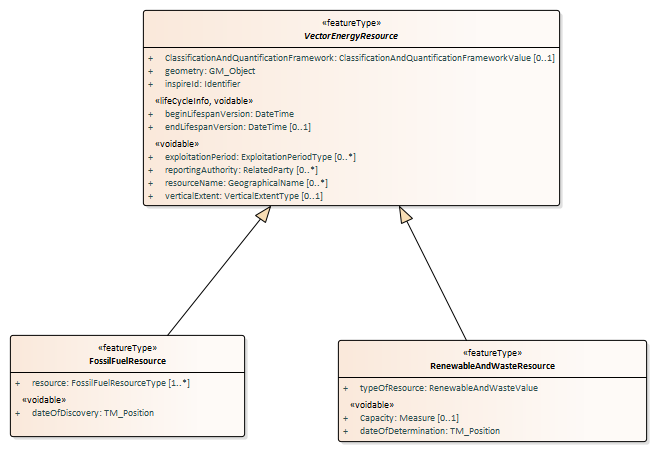 «featureType»
VectorEnergyResource
+ ClassificationAndQuantificationFramework: ClassificationAndQuantificationFrameworkValue [0..1]
+ geometry: GM_Object
+ inspireId: Identifier
«lifeCycleInfo, voidable»
+ beginLifespanVersion: DateTime
+ endLifespanVersion: DateTime [0..1]
«voidable»
+ exploitationPeriod: ExploitationPeriodType [0..*]
+ reportingAuthority: RelatedParty [0..*]
+ resourceName: GeographicalName [0..*]
+ verticalExtent: VerticalExtentType [0..1]
«featureType»
FossilFuelResource
+ resource: FossilFuelResourceType [1..*]
«voidable»
+ dateOfDiscovery: TM_Position
«featureType»
RenewableAndWasteResource
+ typeOfResource: RenewableAndWasteValue
«voidable»
+ Capacity: Measure [0..1]
+ dateOfDetermination: TM_Position